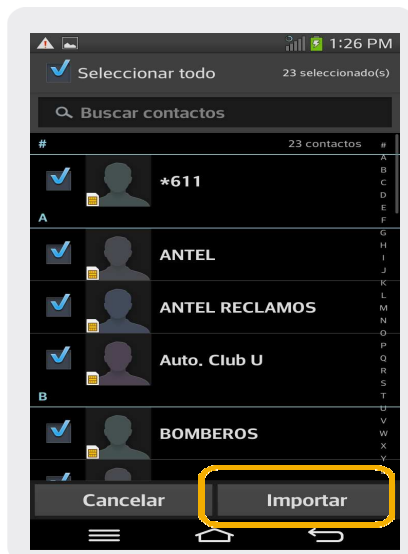 1:26 PM
Seleccionar todo 23 seleccionado(s)
Buscar contactos
# 23 contactos
*611
A
ANTEL
ANTEL RECLAMOS
Auto. Club U
B
BOMBEROS
Cancelar Importar
#
A
B
C
D
E
F
G
H
I
J
K
L
M
N
O
P
Q
R
S
T
U
V
W
X
Y